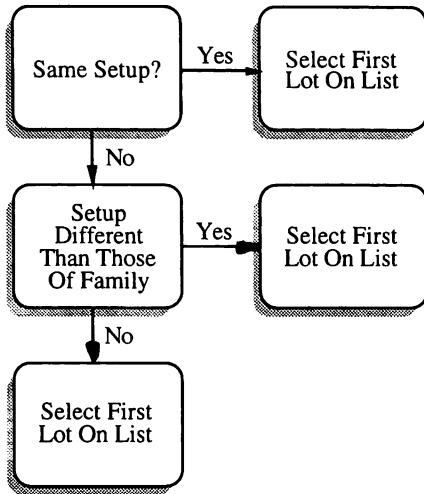 Same Setup?
Yes
Select First
Lot On List
No
Setup
Different
Than Those
Of Family
Yes
Select First
Lot On List
No
Select First
Lot On List